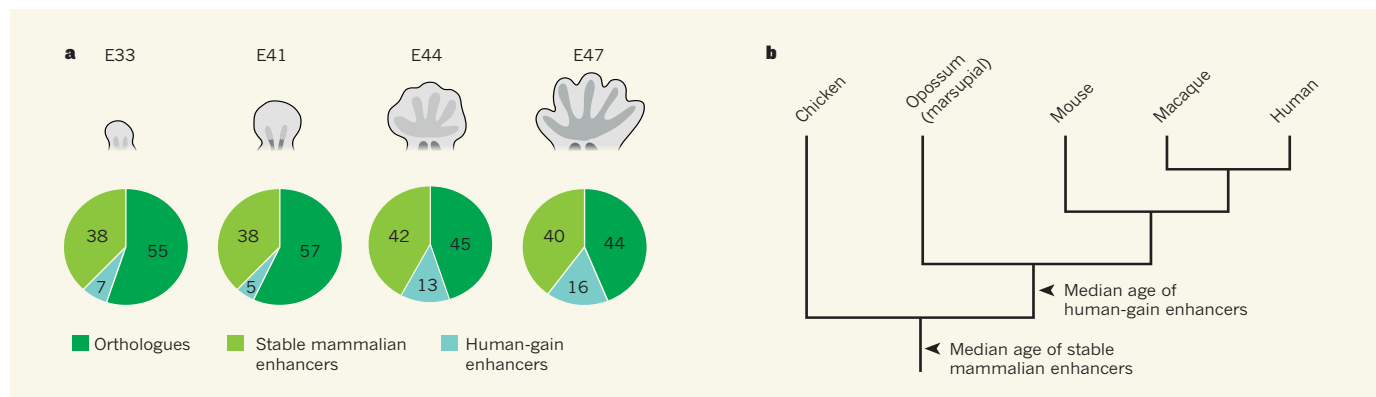 a
E33
E41
E44
E47
38
55
7
38
57
5
42
45
13
40
44
16
Orthologues
Stable mammalian
enhancers
Human-gain
enhancers
b
Chicken
Opossum
(marsupial)
Mouse
Macaque
Human
Median age of
human-gain enhancers
Median age of stable
mammalian enhancers